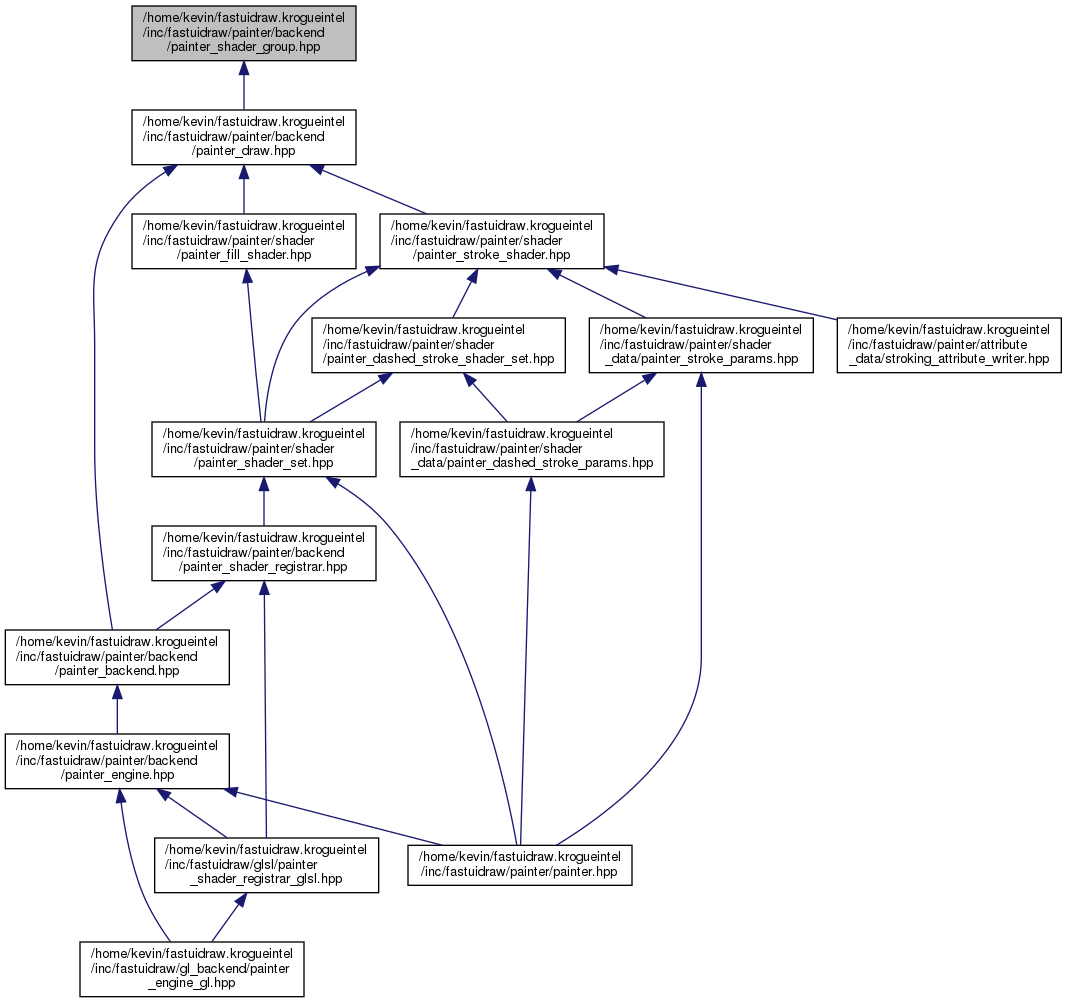 /home/kevin/fastuidraw.krogueintel
/inc/fastuidraw/painter/backend
/painter_shader_group.hpp
/home/kevin/fastuidraw.krogueintel
/inc/fastuidraw/painter/backend
/painter_draw.hpp
/home/kevin/fastuidraw.krogueintel
/inc/fastuidraw/painter/shader
/painter_fill_shader.hpp
/home/kevin/fastuidraw.krogueintel
/inc/fastuidraw/painter/shader
/painter_stroke_shader.hpp
/home/kevin/fastuidraw.krogueintel
/inc/fastuidraw/painter/shader
/painter_dashed_stroke_shader_set.hpp
/home/kevin/fastuidraw.krogueintel
/inc/fastuidraw/painter/shader
_data/painter_stroke_params.hpp
/home/kevin/fastuidraw.krogueintel
/inc/fastuidraw/painter/attribute
_data/stroking_attribute_writer.hpp
/home/kevin/fastuidraw.krogueintel
/inc/fastuidraw/painter/shader
/painter_shader_set.hpp
/home/kevin/fastuidraw.krogueintel
/inc/fastuidraw/painter/shader
_data/painter_dashed_stroke_params.hpp
/home/kevin/fastuidraw.krogueintel
/inc/fastuidraw/painter/backend
/painter_shader_registrar.hpp
/home/kevin/fastuidraw.krogueintel
/inc/fastuidraw/painter/backend
/painter_backend.hpp
/home/kevin/fastuidraw.krogueintel
/inc/fastuidraw/painter/backend
/painter_engine.hpp
/home/kevin/fastuidraw.krogueintel
/inc/fastuidraw/glsl/painter
_shader_registrar_glsl.hpp
/home/kevin/fastuidraw.krogueintel
/inc/fastuidraw/painter/painter.hpp
/home/kevin/fastuidraw.krogueintel
/inc/fastuidraw/gl_backend/painter
_engine_gl.hpp